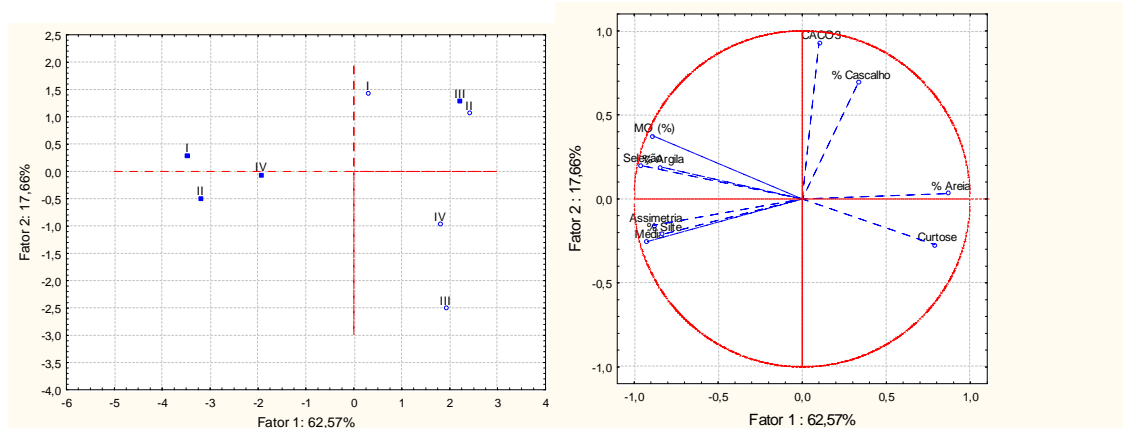 2,5
2,0
1,5
1,0
0,5
0,0
-0,5
-1,0
-1,5
-2,0
-2,5
-3,0
-3,5
-4,0
Fator 2: 17,66%
I
III
II
I
IV
II
IV
III
-6 -5 -4 -3 -2 -1 0 1 2 3 4
Fator 1: 62,57%
1,0
0,5
0,0
-0,5
-1,0
Fator 2 : 17,66%
CACO3
% Cascalho
MO (%)
Seleção
% Argila
% Areia
Assimetria
% Silte
Média
Curtose
-1,0 -0,5 0,0 0,5 1,0
Fator 1 : 62,57%